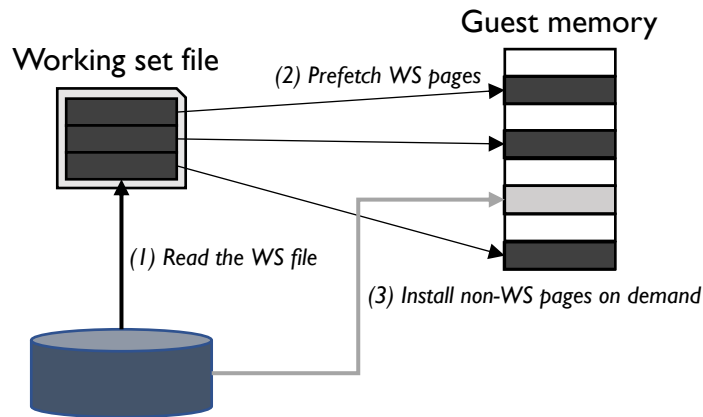 Guest memory
Working set file
(2) Prefetch WS pages
(1) Read the WS file
(3) Install non-WS pages on demand